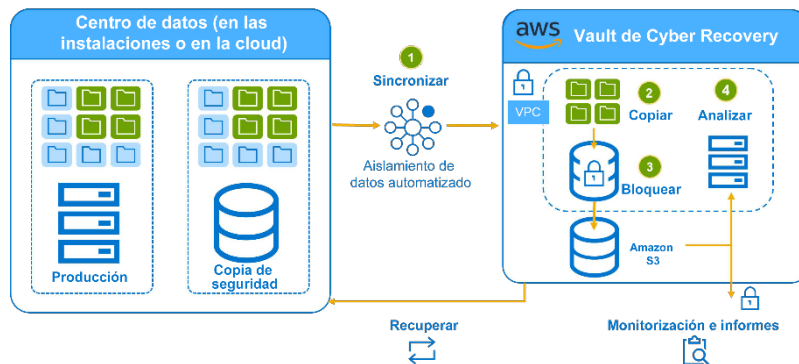 Centro de datos (en las
instalaciones o en la cloud)
Producción
Copia de
seguridad
1
Sincronizar
Aislamiento de
datos automatizado
aws
Vault de Cyber Recovery
VPC
2
Copiar
4
Analizar
3
Bloquear
Amazon
S3
Recuperar
Monitorización e informes